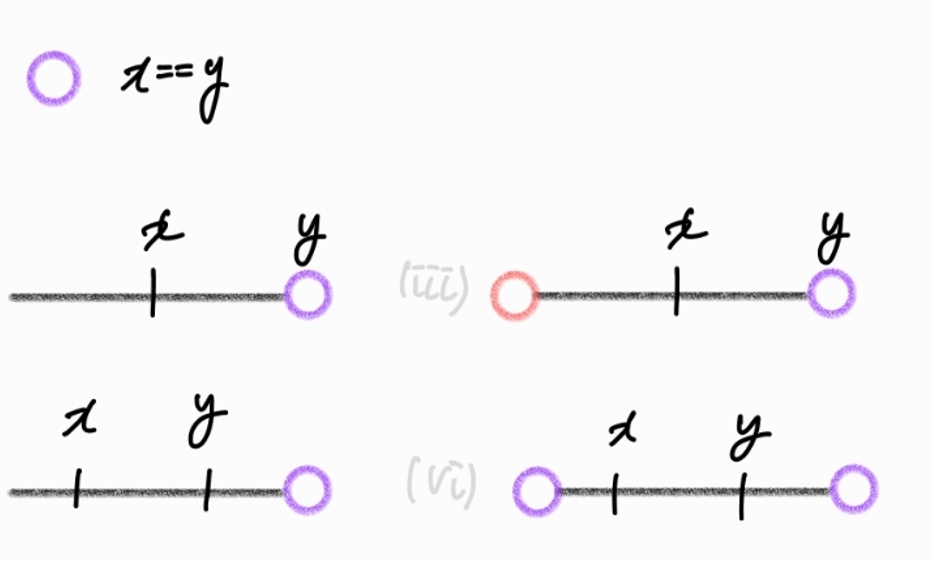 x==y
x y (iii) x y
x y (vi) x y